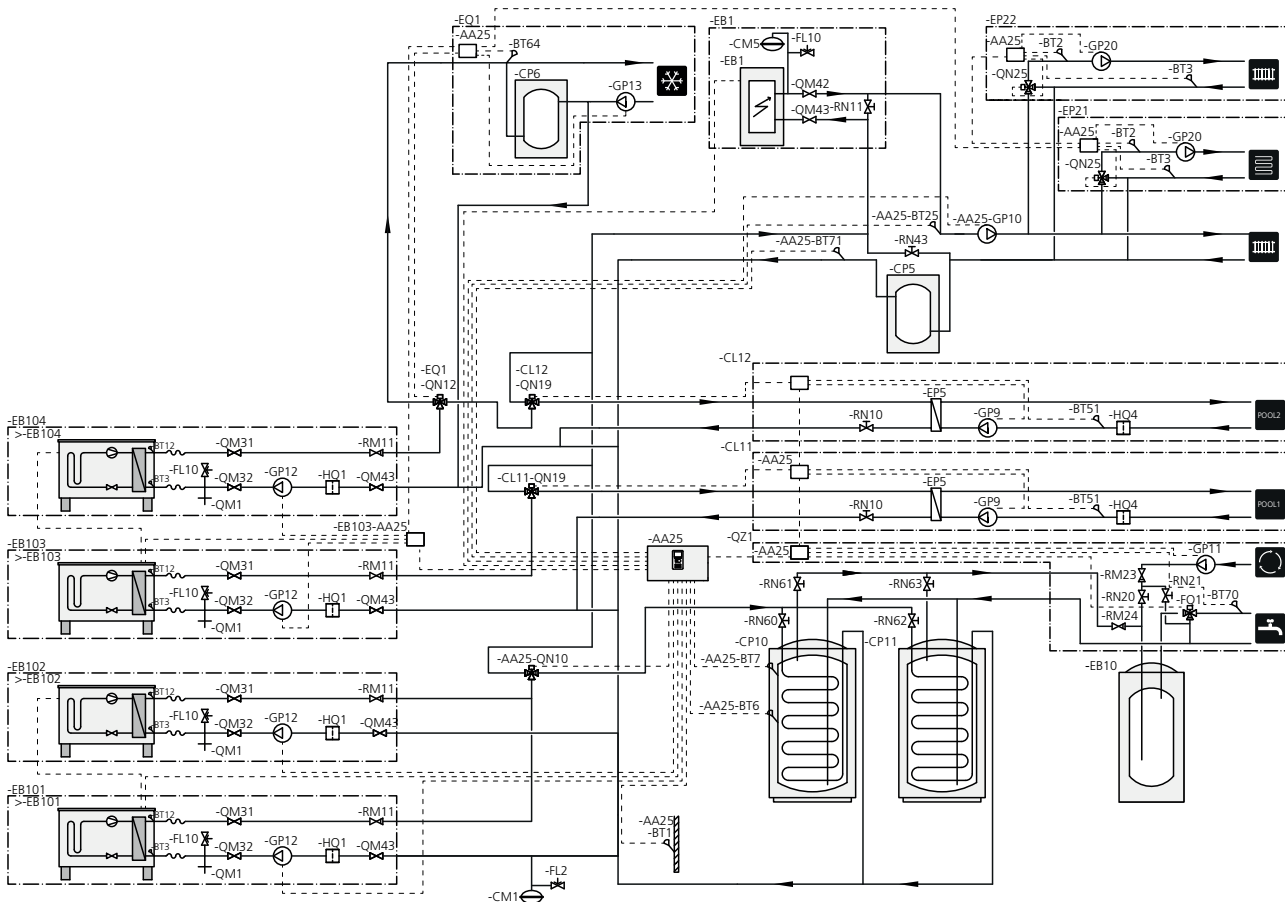 -EQ1
-AA25
-BT64
-CP6
-GP13
-EB1
-FL10
-CM5
-EB1
-QM42
-QM43
-RN11
-EP22
-AA25
-BT2
-GP20
-BT3
-QN25
-EP21
-AA25
-BT2
-GP20
-BT3
-QN25
-AA25-BT25
-AA25-GP10
-AA25-BT71
-RN43
-CP5
-EQ1
-QN12
-CL12
-QN19
-CL12
-EP5
-RN10
-GP9
-BT51
-HQ4
POOL2
-CL11
-AA25
-CL11-QN19
-EP5
-RN10
-GP9
-BT51
-HQ4
POOL1
-EB104
>-EB104
-BT12
-QM31
-RM11
-BT3
-FL10
-QM32
-GP12
-HQ1
-QM43
-QM1
-EB103-AA25
-EB103
>-EB103
-BT12
-QM31
-RM11
-BT3
-FL10
-QM32
-GP12
-HQ1
-QM43
-QM1
-AA25
-QZ1
-AA25
-GP11
-RM23
-RN21
-RN20
-FQ1
-BT70
-RM24
-RN61
-RN63
-RN60
-RN62
-CP10
-CP11
-AA25-QN10
-AA25-BT7
-AA25-BT6
-EB10
-EB102
>-EB102
-BT12
-QM31
-RM11
-BT3
-FL10
-QM32
-GP12
-HQ1
-QM43
-QM1
-EB101
>-EB101
-BT12
-QM31
-RM11
-BT3
-FL10
-QM32
-GP12
-HQ1
-QM43
-QM1
-AA25
-BT1
-FL2
-CM1